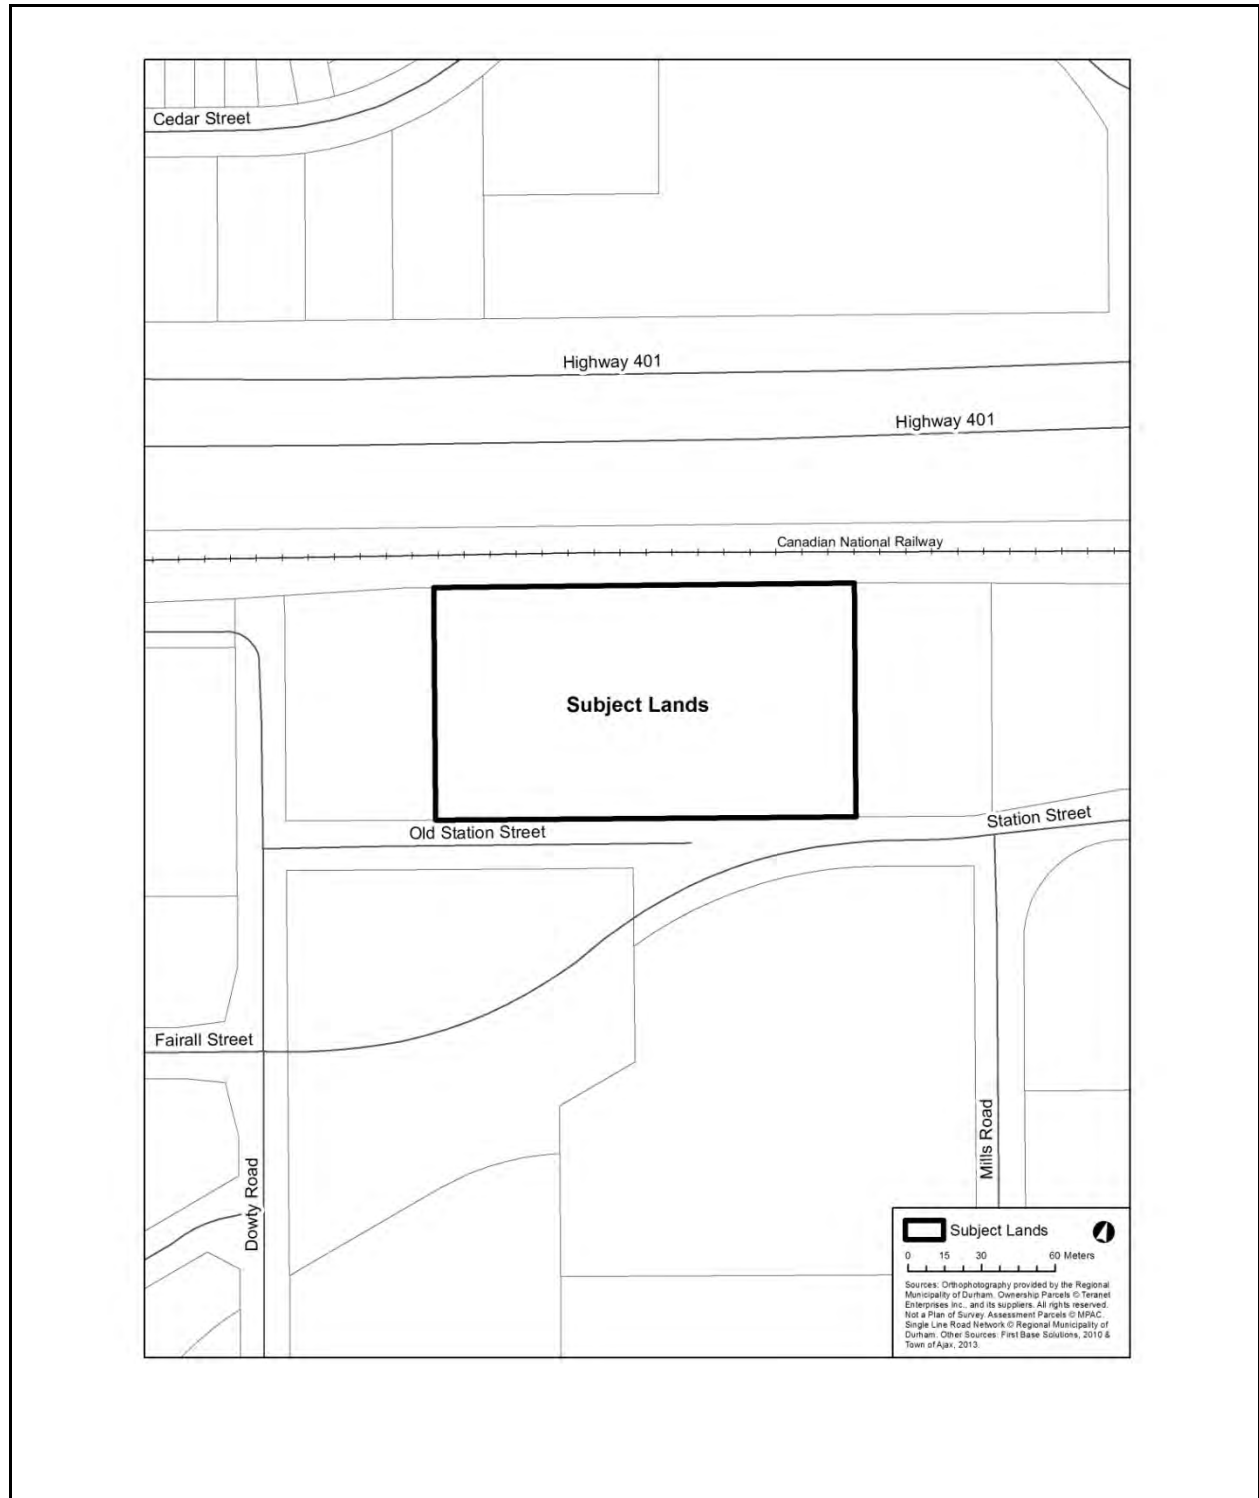 Cedar Street
Highway 401
Highway 401
Canadian National Railway
Subject Lands
Old Station Street
Station Street
Fairall Street
Mills Road
Dowty Road
Subject Lands
0 15 30 60 Meters
Sources: Orthophotography provided by the Regional
Municipality of Durham. Ownership Parcels © Teranet
Enterprises Inc., and its suppliers. All rights reserved.
Not a Plan of Survey. Assessment Parcels © MPAC.
Single Line Road Network © Regional Municipality of
Durham. Other Sources: First Base Solutions, 2010 &
Town of Ajax, 2013.